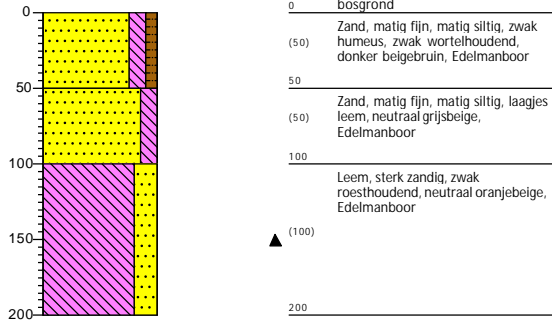 0
50
100
150
200
0
bosgrond
(50)
Zand, matig fijn, matig siltig, zwak
humeus, zwak wortelhoudend,
donker beigebruin, Edelmanboor
50
(50)
Zand, matig fijn, matig siltig, laagjes
leem, neutraal grijsbeige,
Edelmanboor
100
Leem, sterk zandig, zwak
roesthoudend, neutraal oranjebeige,
Edelmanboor
(100)
200